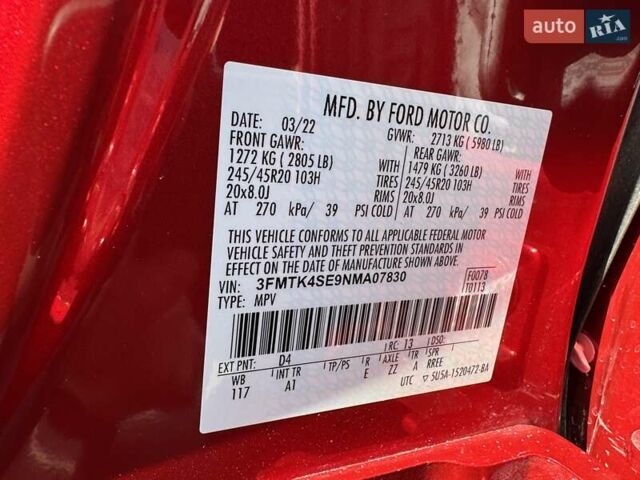 auto RIA.com
MFD. BY FORD MOTOR CO.
DATE: 03/22 GVWR: 2713 KG ( 5980 LB)
FRONT GAWR: REAR GAWR:
1272 KG ( 2805 LB) WITH 1479 KG ( 3260 LB) WITH
245/45R20 103H TIRES 245/45R20 103H TIRES
20x8.0J RIMS 20x8.0J RIMS
AT 270 kPa/ 39 PSI COLD AT 270 kPa/ 39 PSI COLD
THIS VEHICLE CONFORMS TO ALL APPLICABLE FEDERAL MOTOR
VEHICLE SAFETY AND THEFT PREVENTION STANDARDS IN
EFFECT ON THE DATE OF MANUFACTURE SHOWN ABOVE.
VIN: 3FMTK4SE9NMA07830 F0078
TYPE: MPV T0113
EXT PNT: D4 RC: 13 DSO:
WB INT TR TP/PS R AXLE TR SPR
117 A1 E ZZ A RREE
UTC ▽ 5U5A-1520472-BA